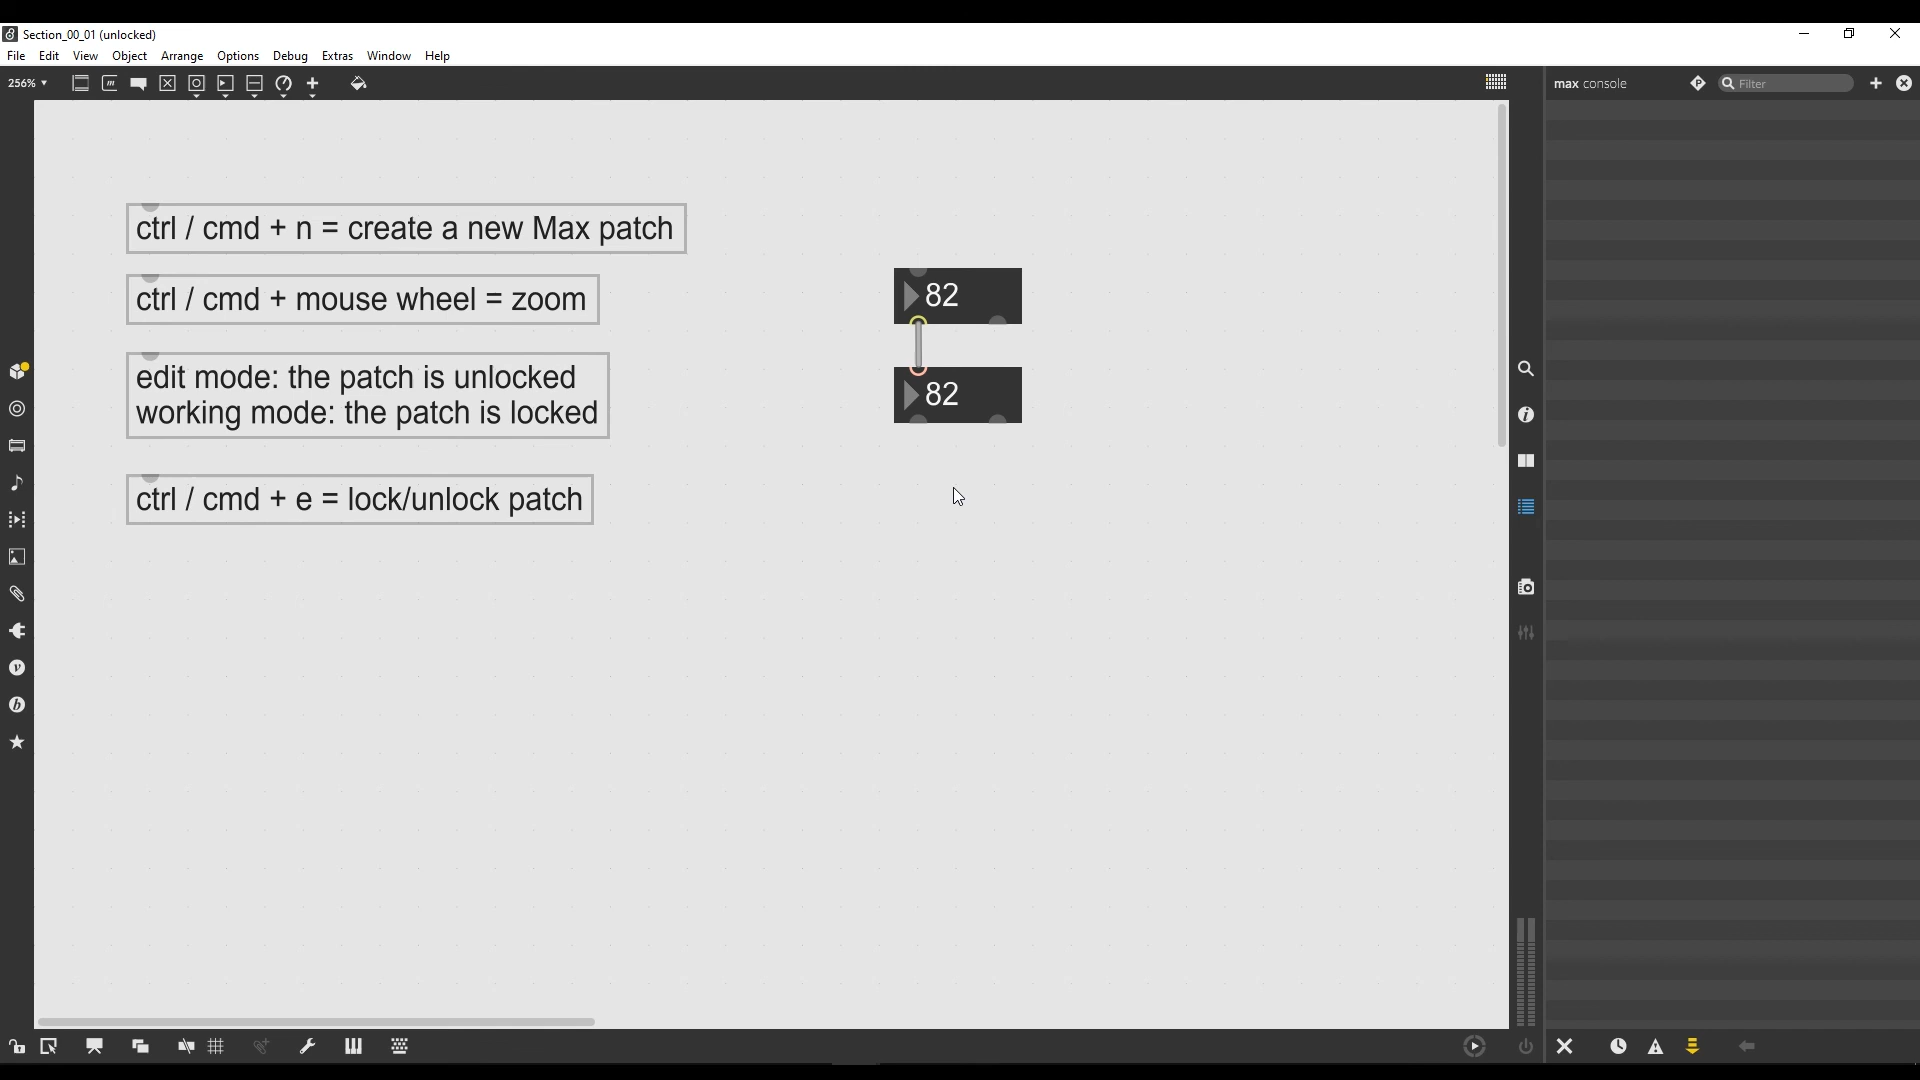 Section_00_01 (unlocked)
File Edit View Object Arrange Options Debug Extras Window Help
256%
max console
Filter
ctrl / cmd + n = create a new Max patch
ctrl / cmd + mouse wheel = zoom
82
edit mode: the patch is unlocked
working mode: the patch is locked
82
ctrl / cmd + e = lock/unlock patch